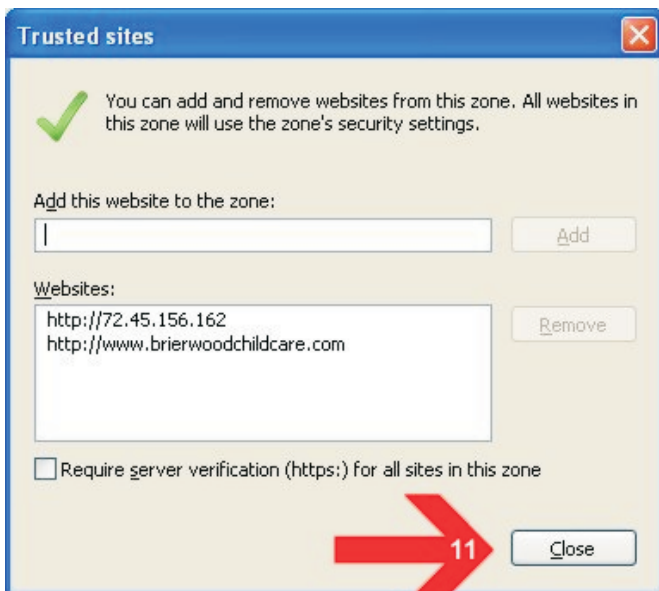 Trusted sites
You can add and remove websites from this zone. All websites in
this zone will use the zone's security settings.
Add this website to the zone:
Add
Websites:
http://72.45.156.162
http://www.brierwoodchildcare.com
Remove
Require server verification (https:) for all sites in this zone
11
Close